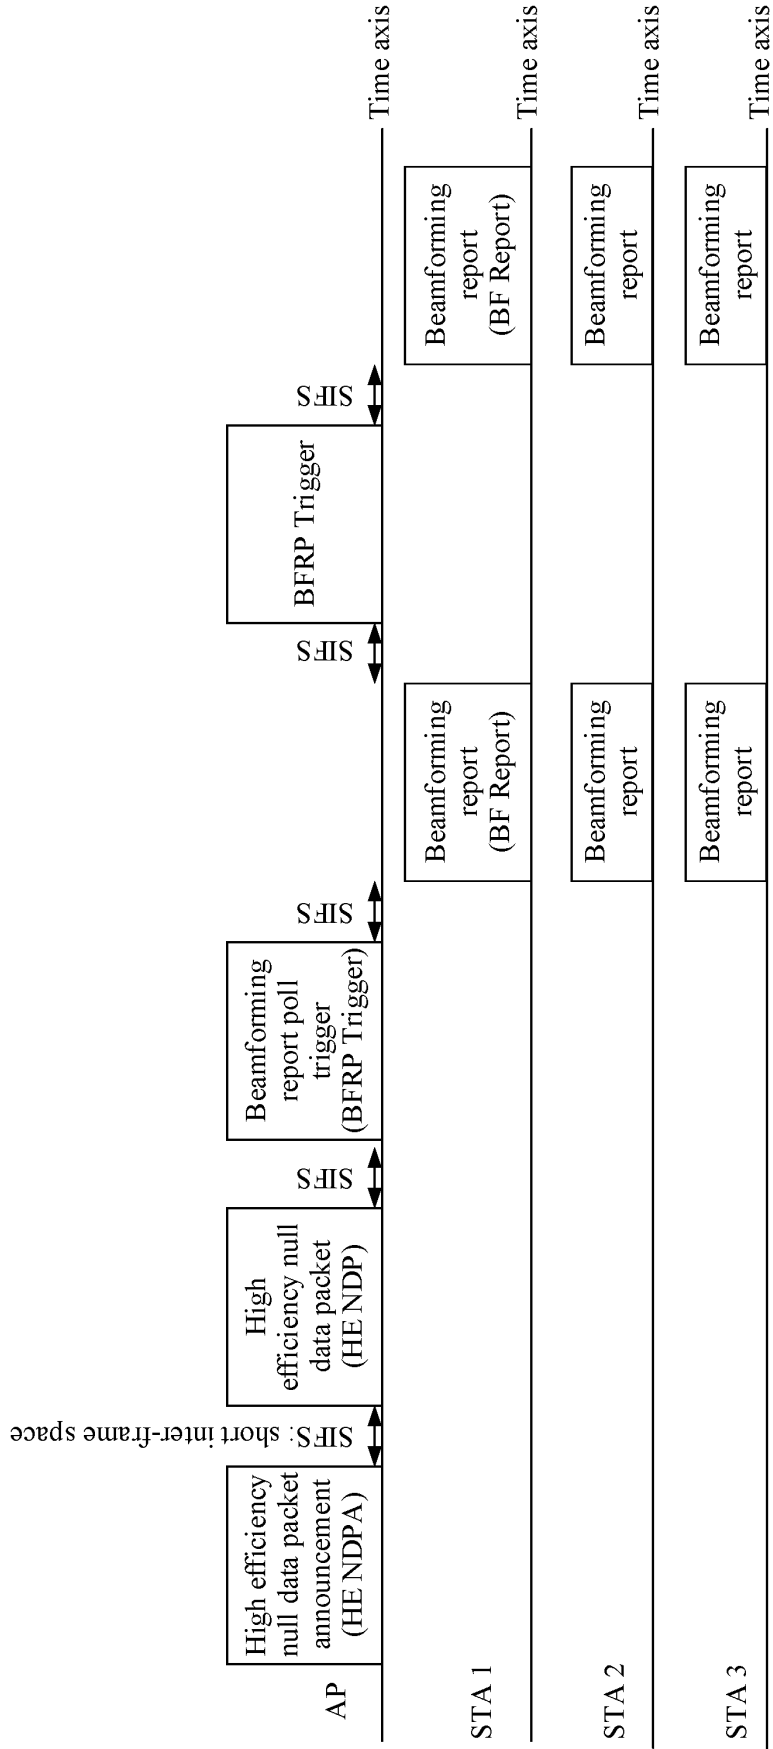 AP
High efficiency
null data packet
announcement
(HE NDPA)
SIFS: short inter-frame space
High
efficiency null
data packet
(HE NDP)
SIFS
Beamforming
report poll
trigger
(BFRP Trigger)
SIFS
SIFS
BFRP Trigger
SIFS
Time axis
STA 1
Beamforming
report
(BF Report)
Beamforming
report
(BF Report)
Time axis
STA 2
Beamforming
report
Beamforming
report
Time axis
STA 3
Beamforming
report
Beamforming
report
Time axis